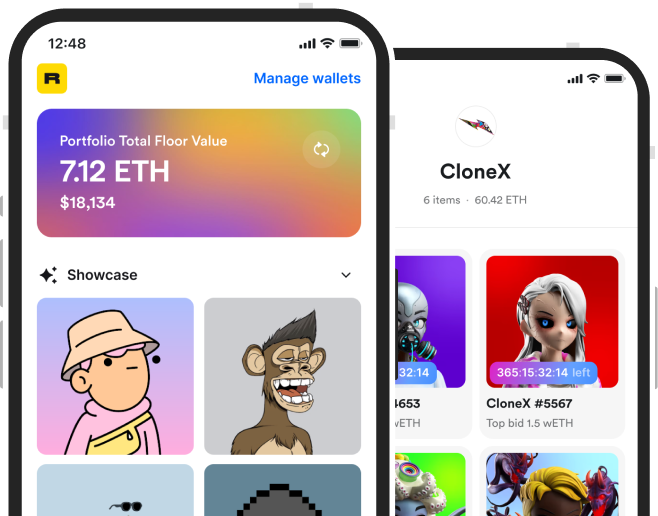 12:48
R
Manage wallets
Portfolio Total Floor Value
7.12 ETH
$18,134
Showcase
CloneX
6 items · 60.42 ETH
32:14
365:15:32:14 left
4653
CloneX #5567
wETH
Top bid 1.5 wETH